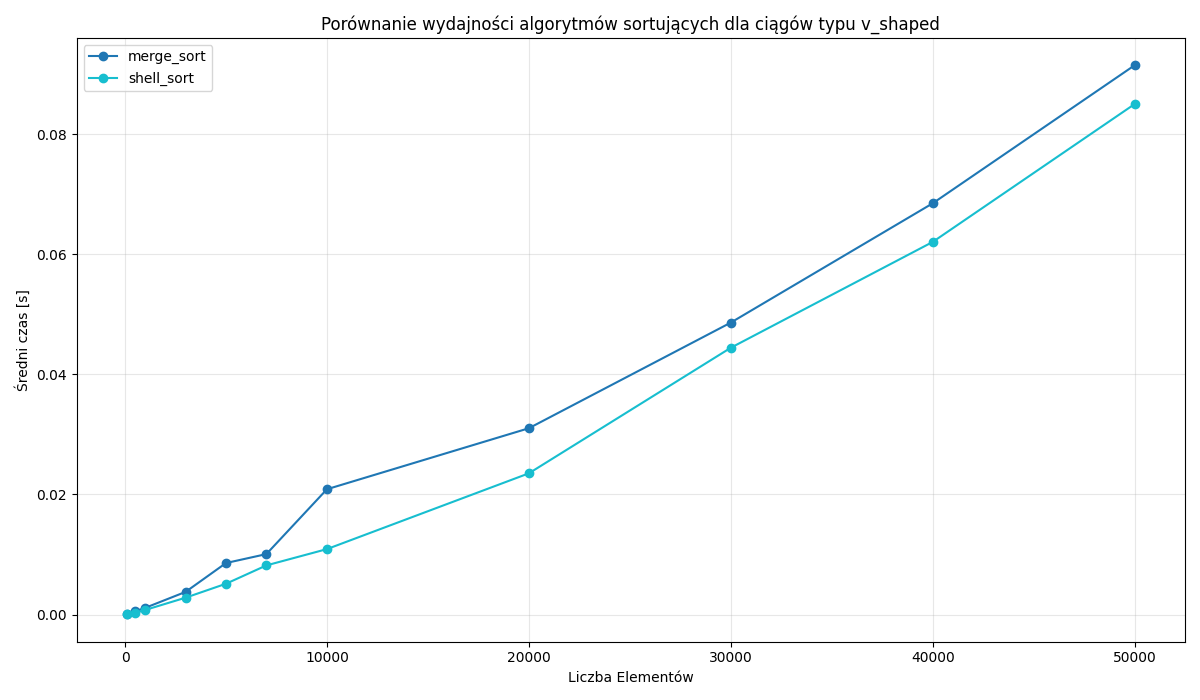 Porównanie wydajności algorytmów sortujących dla ciągów typu v_shaped
merge_sort
shell_sort
0.08
0.06
0.04
0.02
0.00
Średni czas [s]
0 10000 20000 30000 40000 50000
Liczba Elementów